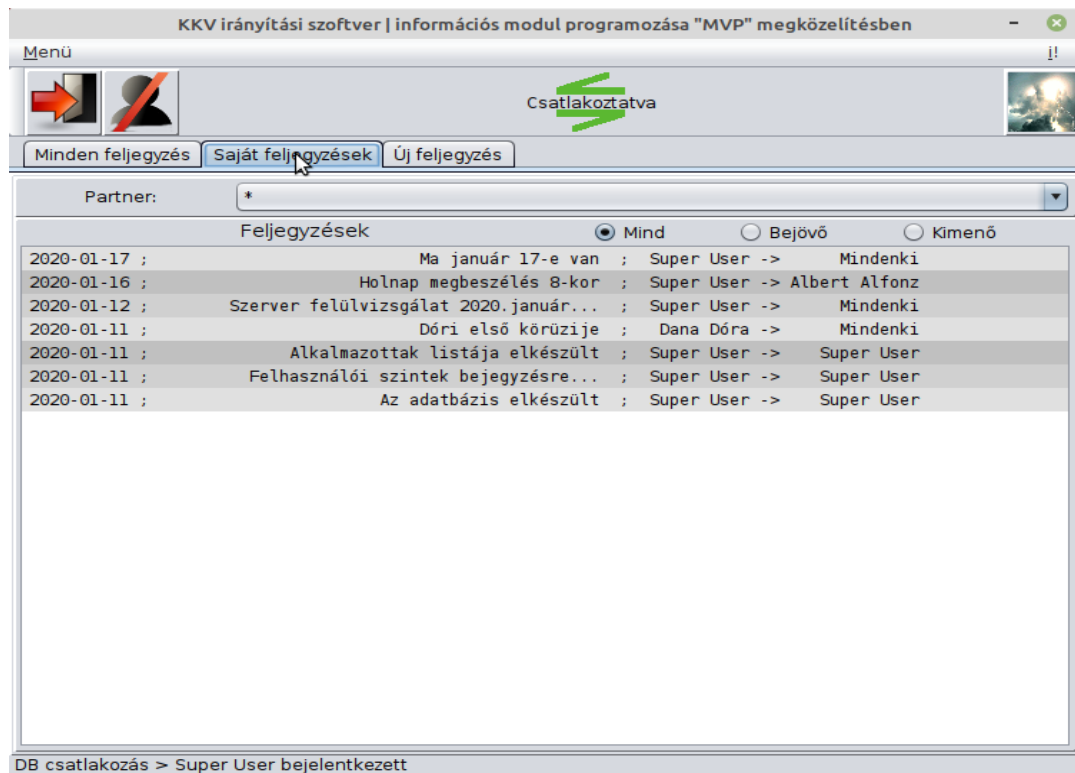 KKV irányítási szoftver | információs modul programozása "MVP" megközelítésben
Menü i!
Csatlakoztatva
Minden feljegyzés Saját feljegyzések Új feljegyzés
Partner: *
Feljegyzések Mind Bejövő Kimenő
2020-01-17 ; Ma január 17-e van ; Super User -> Mindenki
2020-01-16 ; Holnap megbeszélés 8-kor ; Super User -> Albert Alfonz
2020-01-12 ; Szerver felülvizsgálat 2020.január... ; Super User -> Mindenki
2020-01-11 ; Dóri első körüzije ; Dana Dóra -> Mindenki
2020-01-11 ; Alkalmazottak listája elkészült ; Super User -> Super User
2020-01-11 ; Felhasználói szintek bejegyzésre... ; Super User -> Super User
2020-01-11 ; Az adatbázis elkészült ; Super User -> Super User
DB csatlakozás > Super User bejelentkezett